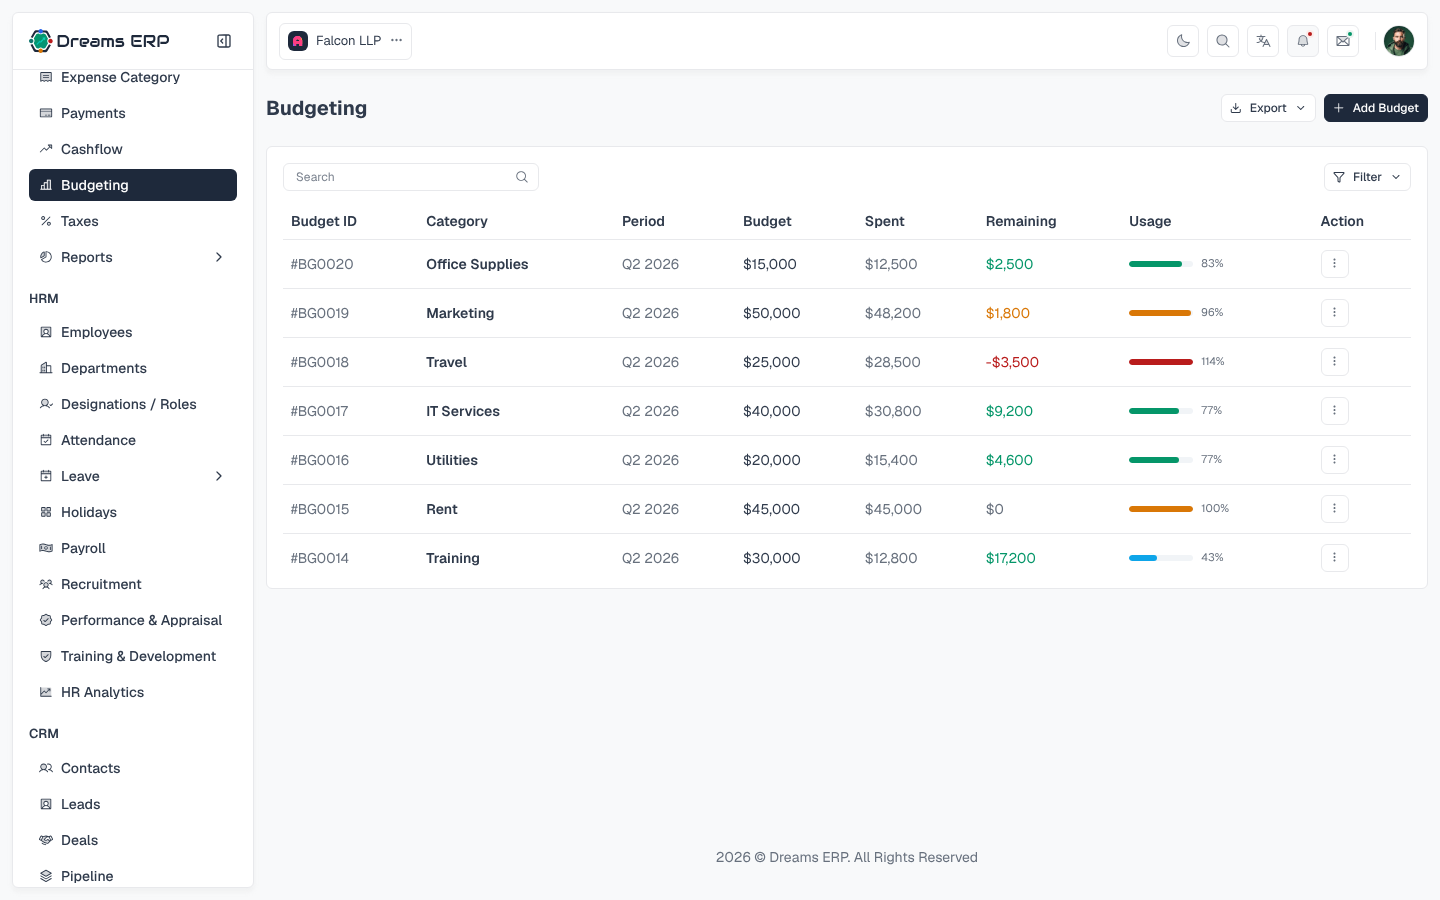 Dreams ERP
Expense Category
Payments
Cashflow
Budgeting
Taxes
Reports
HRM
Employees
Departments
Designations / Roles
Attendance
Leave
Holidays
Payroll
Recruitment
Performance & Appraisal
Training & Development
HR Analytics
CRM
Contacts
Leads
Deals
Pipeline
Falcon LLP
Budgeting
Export
Add Budget
Search
Filter
Budget ID Category Period Budget Spent Remaining Usage Action
#BG0020 Office Supplies Q2 2026 $15,000 $12,500 $2,500 83%
#BG0019 Marketing Q2 2026 $50,000 $48,200 $1,800 96%
#BG0018 Travel Q2 2026 $25,000 $28,500 -$3,500 114%
#BG0017 IT Services Q2 2026 $40,000 $30,800 $9,200 77%
#BG0016 Utilities Q2 2026 $20,000 $15,400 $4,600 77%
#BG0015 Rent Q2 2026 $45,000 $45,000 $0 100%
#BG0014 Training Q2 2026 $30,000 $12,800 $17,200 43%
2026 © Dreams ERP. All Rights Reserved